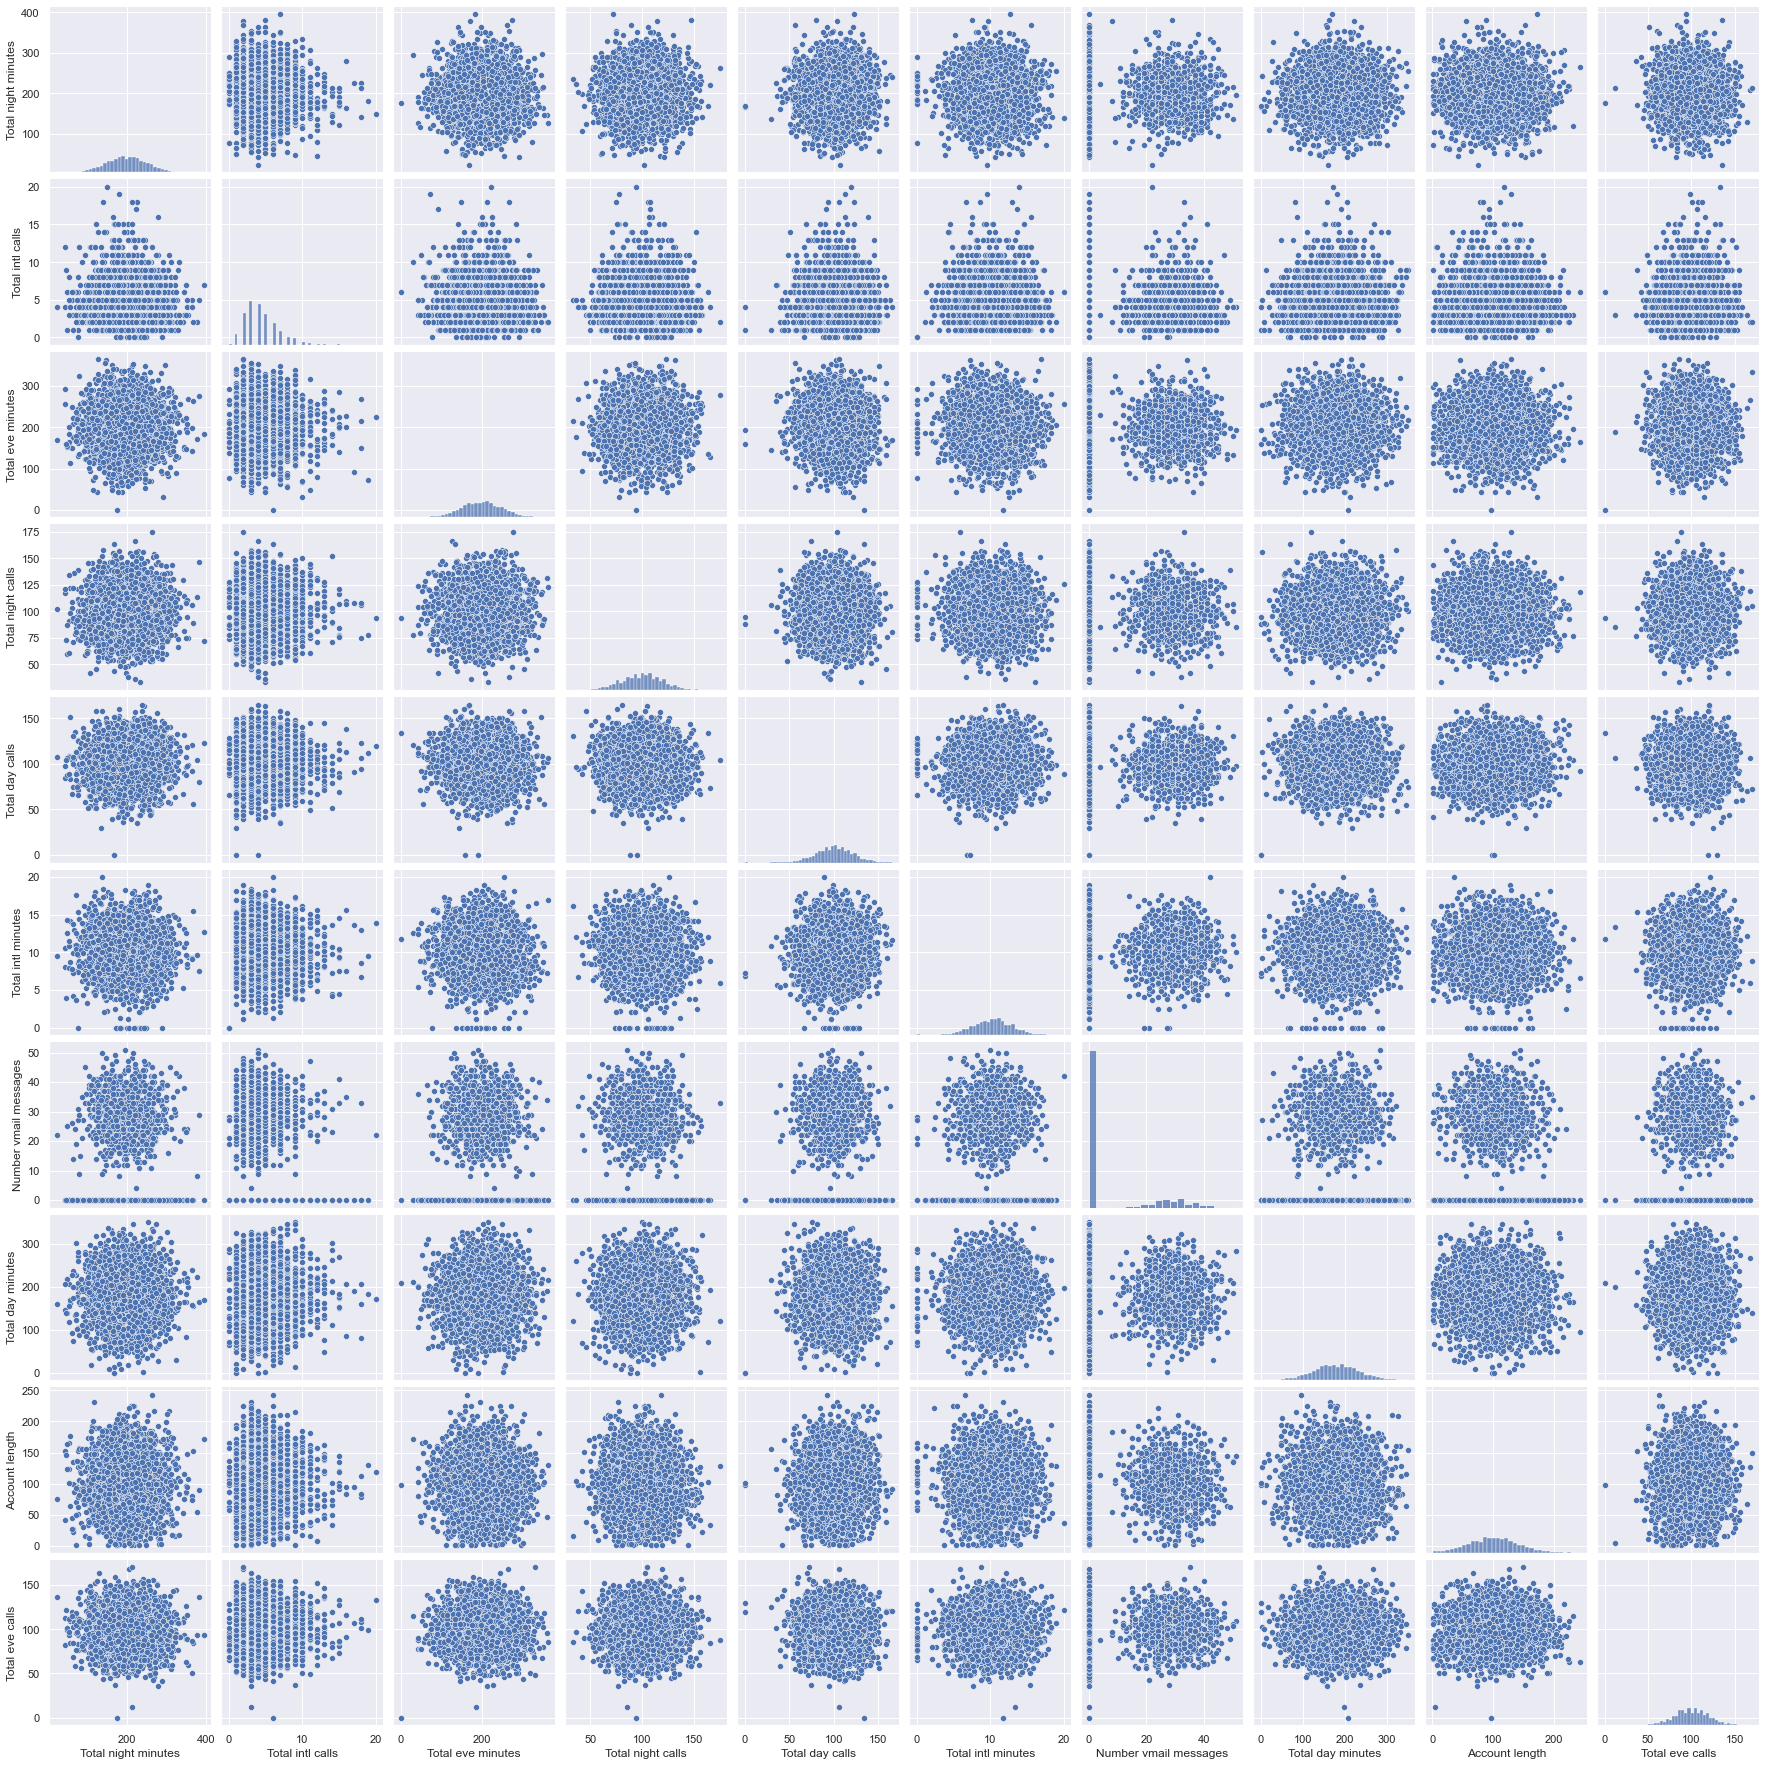 Total night minutes
400
300
200
100
Total intl calls
20
15
10
5
0
Total eve minutes
300
200
100
0
Total night calls
175
150
125
100
75
50
Total day calls
150
100
50
0
Total intl minutes
20
15
10
5
0
Number vmail messages
50
40
30
20
10
0
Total day minutes
300
200
100
0
Account length
250
200
150
100
50
0
Total eve calls
150
100
50
0
200 400
0 10 20
0 200
50 100 150
0 50 100 150
0 10 20
0 20 40
0 100 200 300
0 100 200
0 50 100 150
Total night minutes
Total intl calls
Total eve minutes
Total night calls
Total day calls
Total intl minutes
Number vmail messages
Total day minutes
Account length
Total eve calls